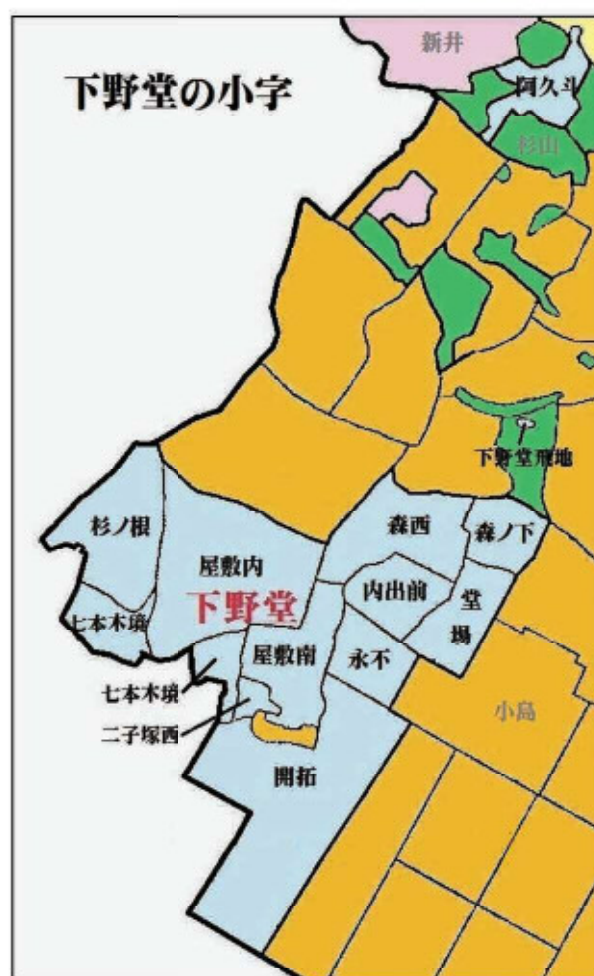 新井
下野堂の小字
阿久斗
杉山
下野堂飛地
杉ノ根
森西
森ノ下
屋敷内
下野堂
内出前
堂場
七本木境
屋敷南
永不
七本木境
小島
二子塚西
開拓